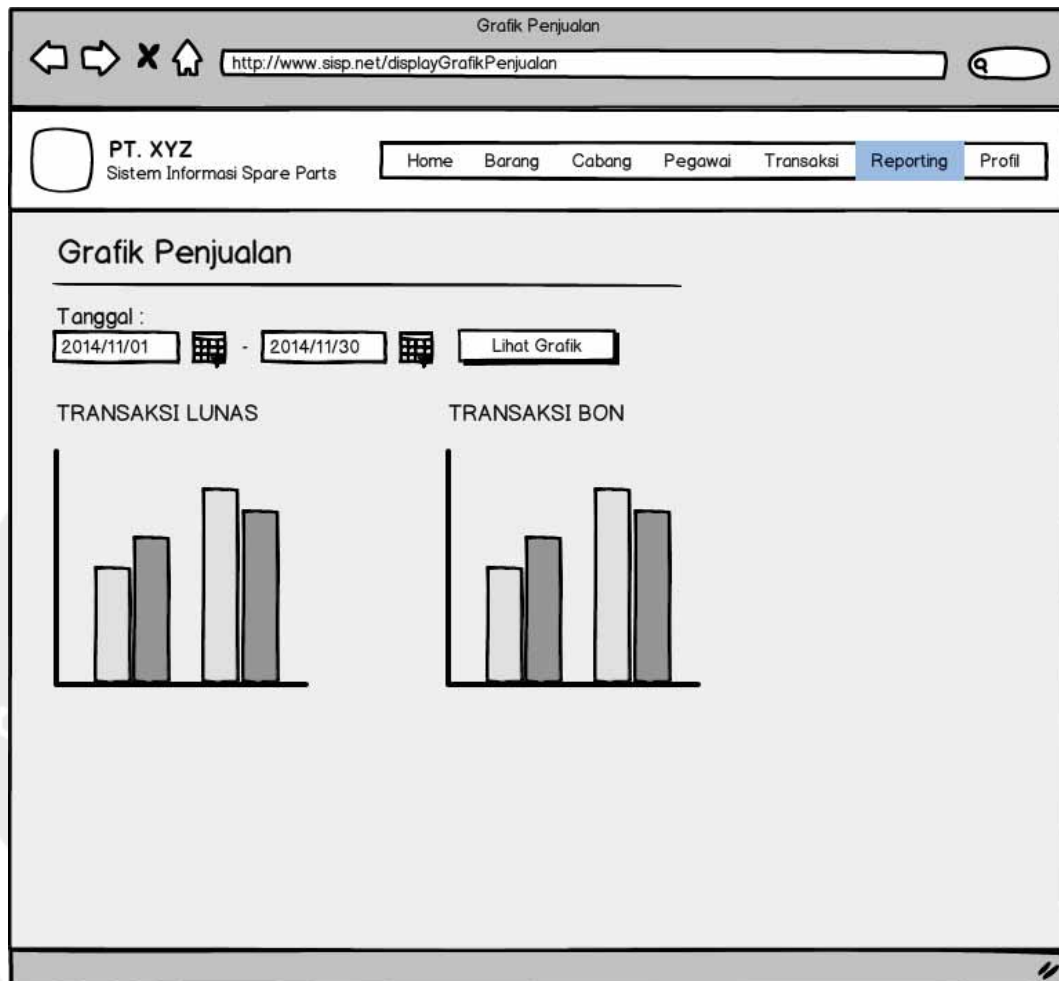 Grafik Penjualan
http://www.sisp.net/displayGrafikPenjualan
PT. XYZ
Sistem Informasi Spare Parts
Home Barang Cabang Pegawai Transaksi Reporting Profil
Grafik Penjualan
Tanggal :
2014/11/01 - 2014/11/30 Lihat Grafik
TRANSAKSI LUNAS TRANSAKSI BON